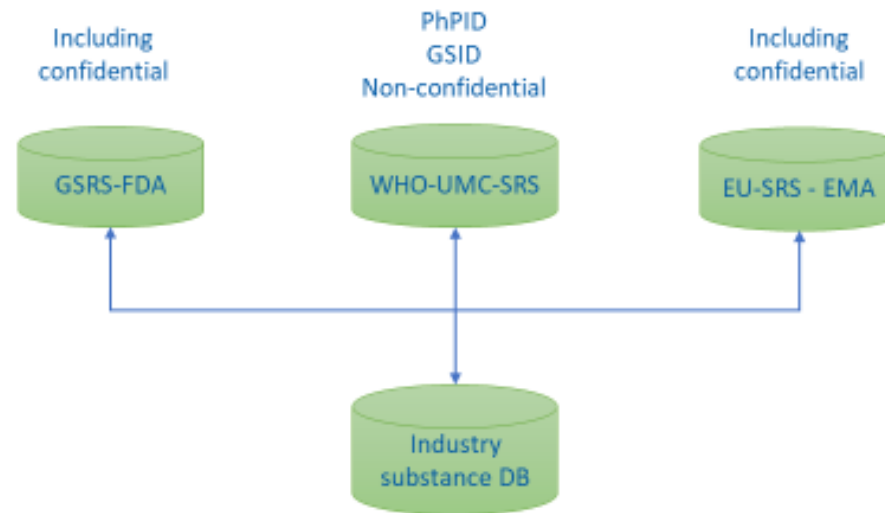 Including
confidential
PhPID
GSID
Non-confidential
Including
confidential
GSRS-FDA
WHO-UMC-SRS
EU-SRS - EMA
Industry
substance DB